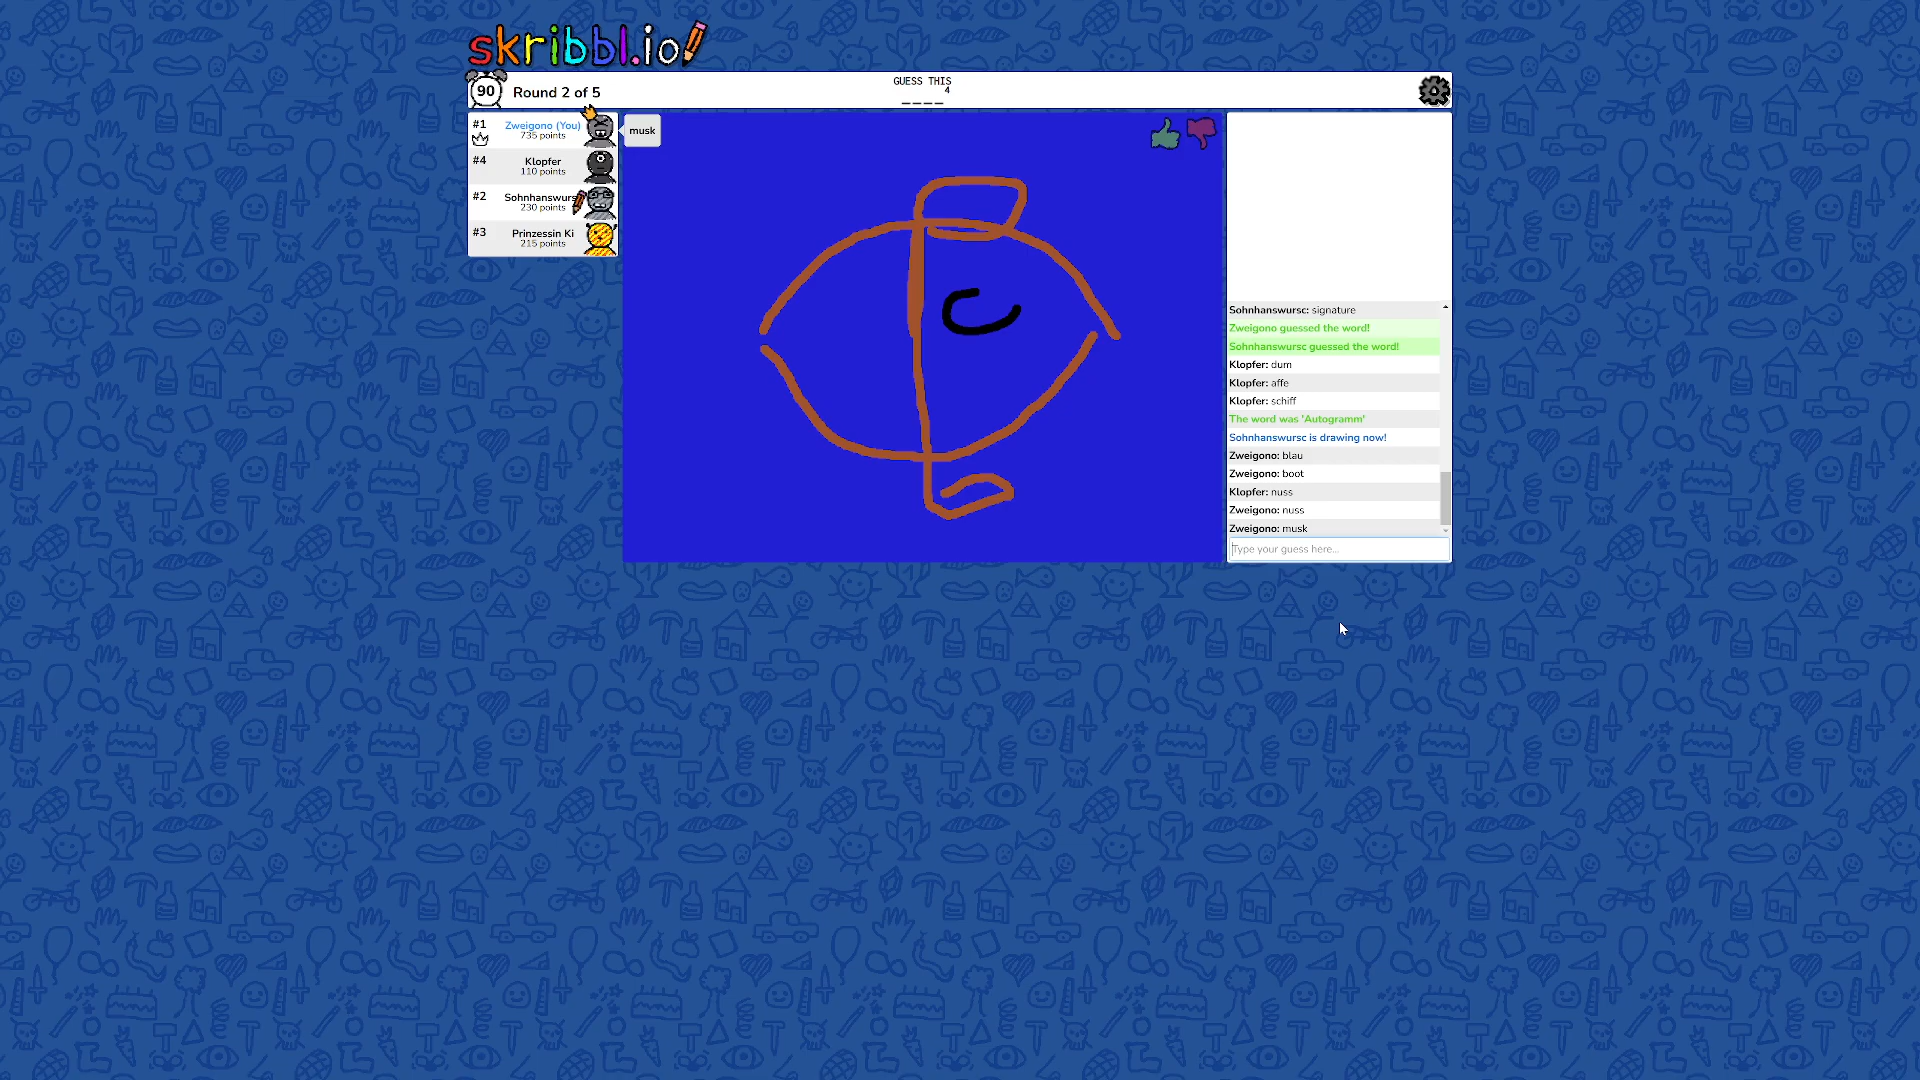 skribbl.io
90
Round 2 of 5
GUESS THIS
____ 4
#1
Zweigono (You)
735 points
#4
Klopfer
110 points
#2
Sohnhanswurs
230 points
#3
Prinzessin Ki
215 points
musk
Sohnhanswursc: signature
Zweigono guessed the word!
Sohnhanswursc guessed the word!
Klopfer: dum
Klopfer: affe
Klopfer: schiff
The word was 'Autogramm'
Sohnhanswursc is drawing now!
Zweigono: blau
Zweigono: boot
Klopfer: nuss
Zweigono: nuss
Zweigono: musk
Type your guess here...